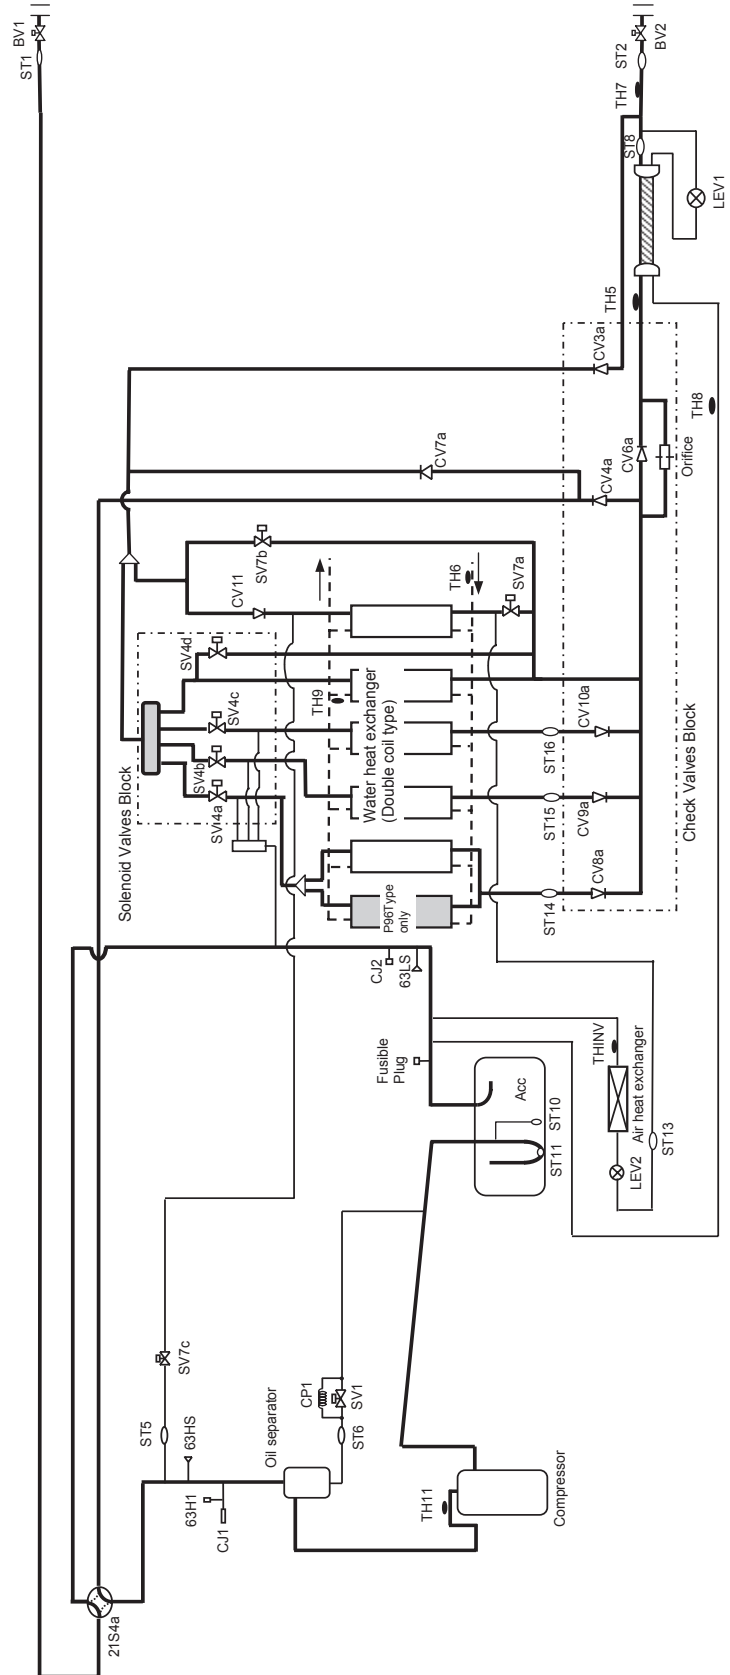 BV1
ST1
BV2
ST2
TH7
ST8
LEV1
TH5
CV3a
TH8
CV7a
CV6a
CV4a
Orifice
SV7b
CV11
TH6
SV7a
SV4d
SV4c
SV4b
SV4a
Solenoid Valves Block
TH9
Water heat exchanger
(Double coil type)
CV10a
ST16
ST15
CV9a
CV8a
ST14
Check Valves Block
P96Type
only
CJ2
63LS
Fusible
Plug
THINV
Air heat exchanger
Acc
ST10
ST11
LEV2
ST13
SV7c
ST5
63HS
CP1
SV1
ST6
Oil separator
63H1
CJ1
TH11
Compressor
21S4a